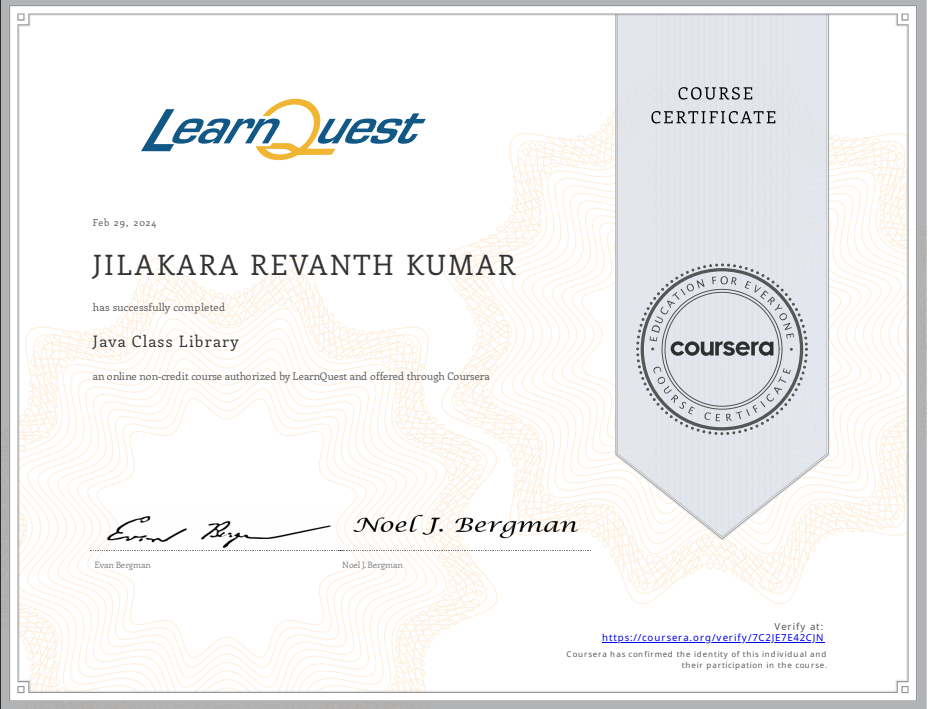 COURSE
CERTIFICATE
LearnQuest
Feb 29, 2024
JILAKARA REVANTH KUMAR
has successfully completed
Java Class Library
an online non-credit course authorized by LearnQuest and offered through Coursera
EDUCATION FOR EVERYONE
coursera
COURSE CERTIFICATE
Evan Bergman
Noel J. Bergman
Evan Bergman
Noel J. Bergman
Verify at:
https://coursera.org/verify/7C2JE7E42CJN
Coursera has confirmed the identity of this individual and
their participation in the course.